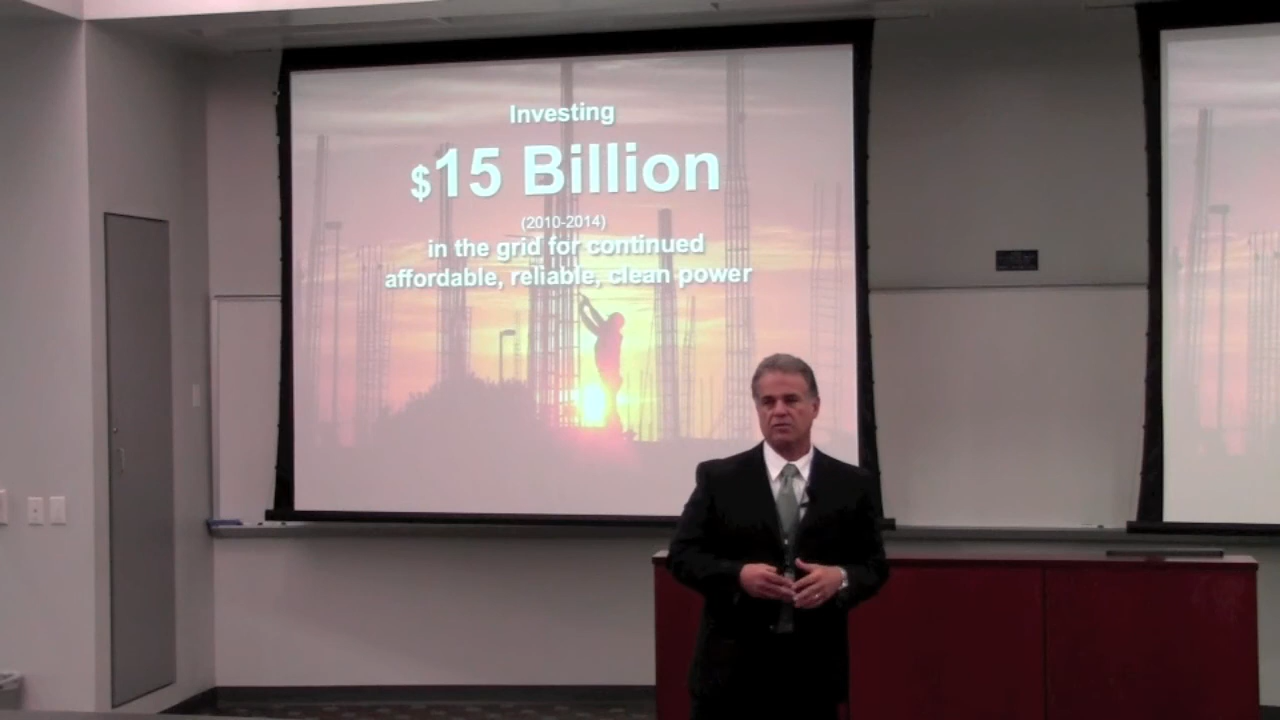 Investing
$15 Billion
(2010-2014)
in the grid for continued
affordable, reliable, clean power